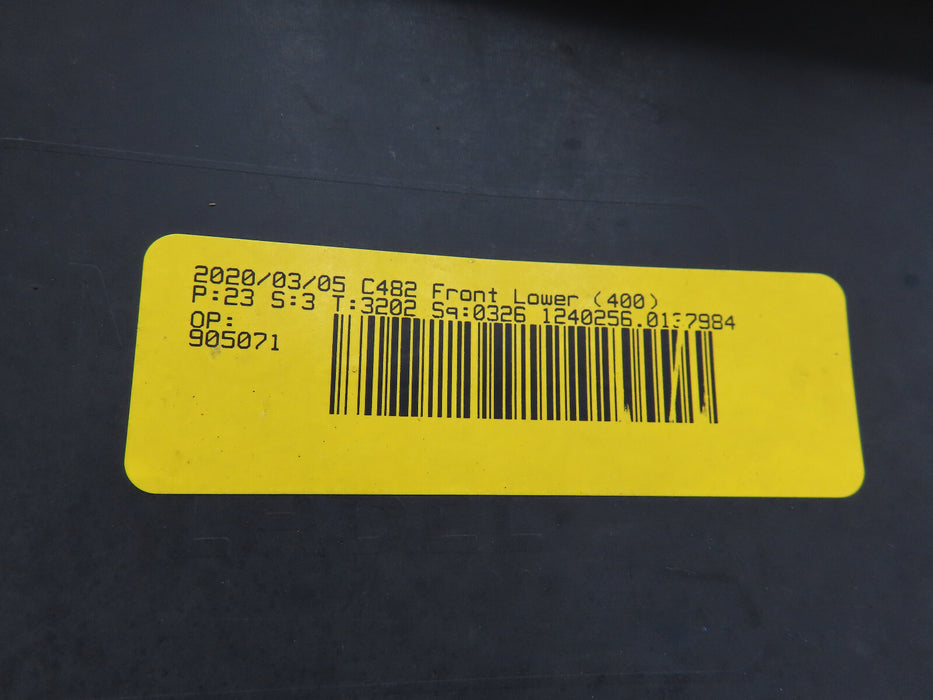 2020/03/05 C482 Front Lower (400)
P:23 S:3 T:3202 Sq:0326 1240256.0137984
OP:
905071